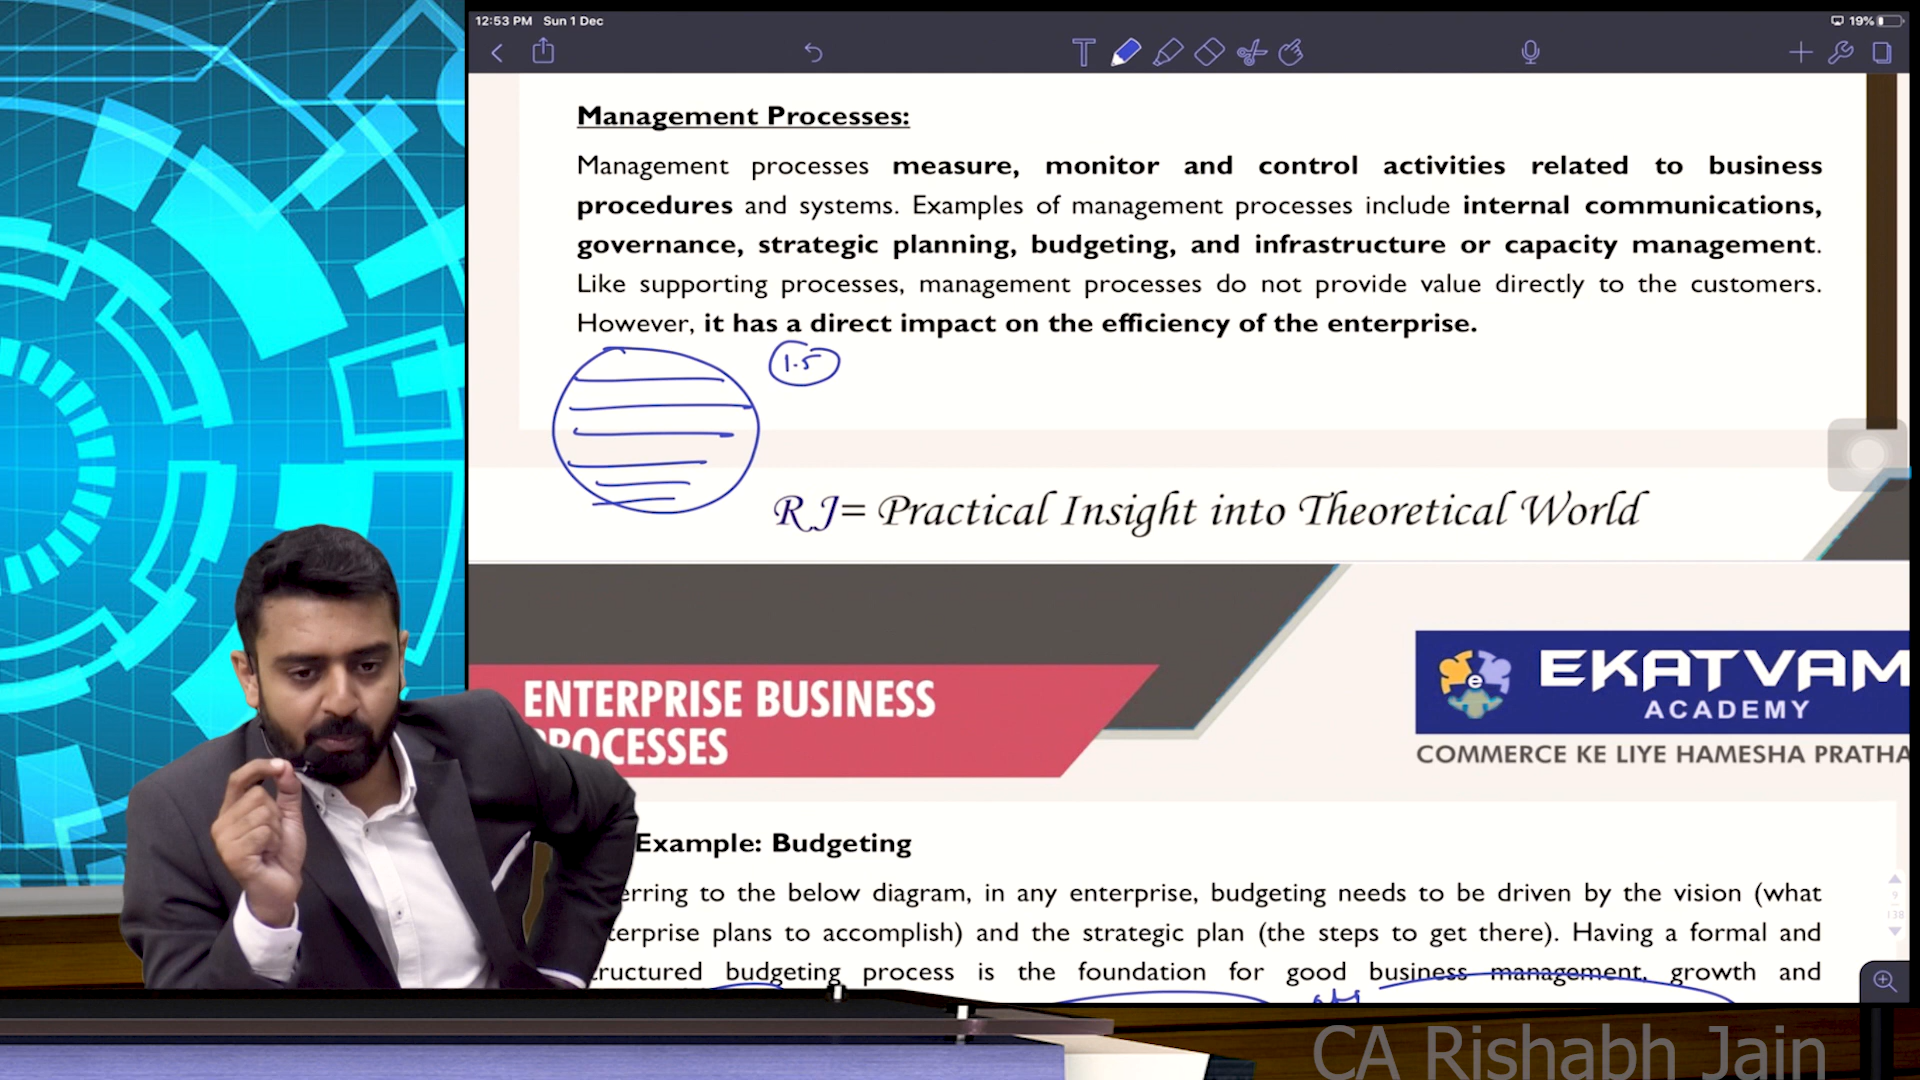 12:53 PM Sun 1 Dec
19%
Management Processes:
Management processes measure, monitor and control activities related to business
procedures and systems. Examples of management processes include internal communications,
governance, strategic planning, budgeting, and infrastructure or capacity management.
Like supporting processes, management processes do not provide value directly to the customers.
However, it has a direct impact on the efficiency of the enterprise.
1.5
RJ= Practical Insight into Theoretical World
ENTERPRISE BUSINESS
PROCESSES
e
EKATVAM
ACADEMY
COMMERCE KE LIYE HAMESHA PRATHA
Example: Budgeting
erring to the below diagram, in any enterprise, budgeting needs to be driven by the vision (what
terprise plans to accomplish) and the strategic plan (the steps to get there). Having a formal and
tructured budgeting process is the foundation for good business management, growth and
9
138
CA Rishabh Jain